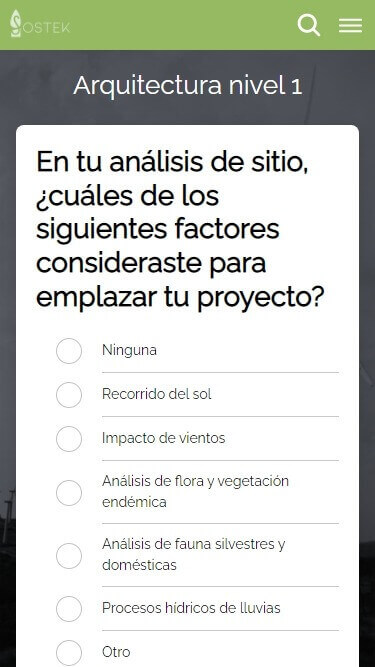 SOSTEK
Arquitectura nivel 1
En tu análisis de sitio,
¿cuáles de los
siguientes factores
consideraste para
emplazar tu proyecto?
Ninguna
Recorrido del sol
Impacto de vientos
Análisis de flora y vegetación
endémica
Análisis de fauna silvestres y
domésticas
Procesos hídricos de lluvias
Otro